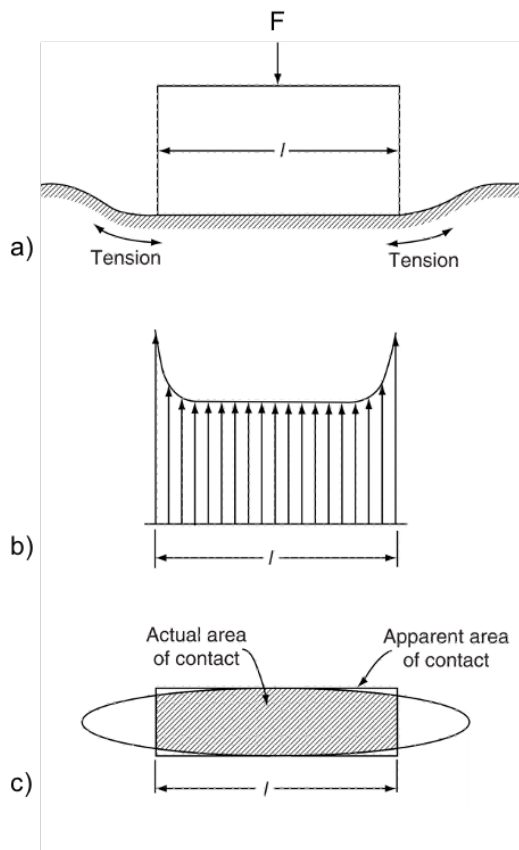 F
l
a)
Tension
Tension
b)
l
Actual area
of contact
Apparent area
of contact
c)
l